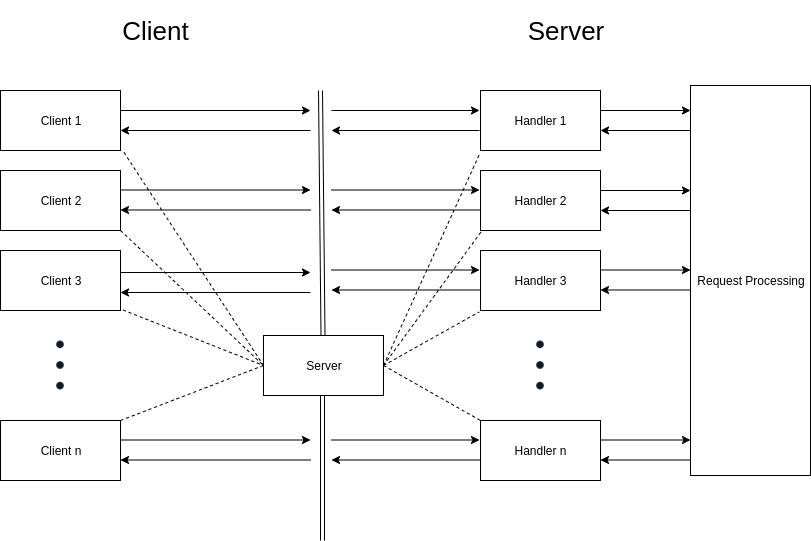 Client
Server
Client 1
Handler 1
Client 2
Handler 2
Client 3
Handler 3
Request Processing
Server
Client n
Handler n